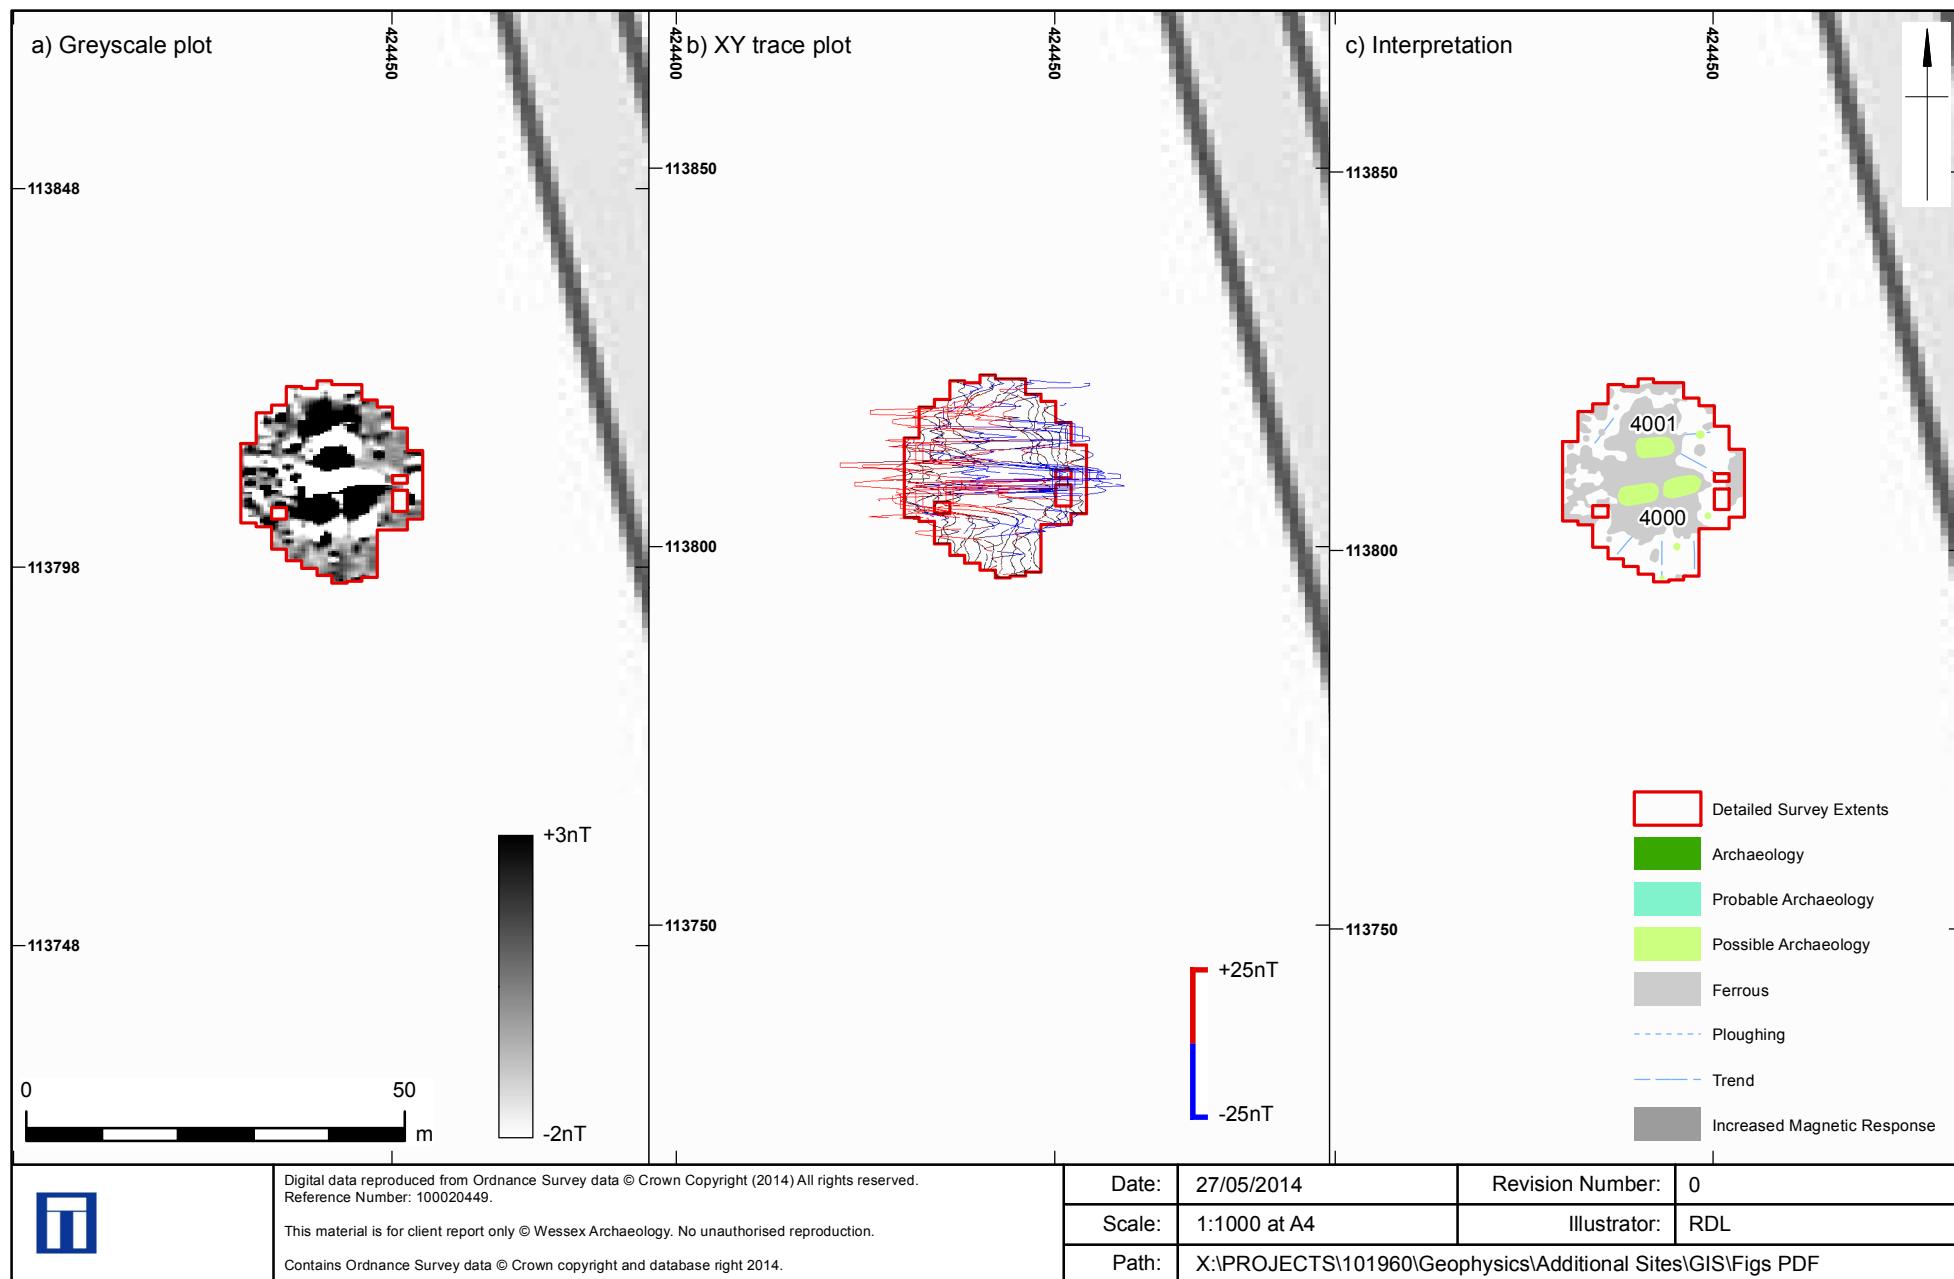 a) Greyscale plot
424450
113848
113798
113748
+3nT
-2nT
0
50
m
424400
b) XY trace plot
424450
113850
113800
113750
+25nT
-25nT
c) Interpretation
424450
113850
113800
113750
4001
4000
Detailed Survey Extents
Archaeology
Probable Archaeology
Possible Archaeology
Ferrous
Ploughing
Trend
Increased Magnetic Response
Digital data reproduced from Ordnance Survey data © Crown Copyright (2014) All rights reserved.
Reference Number: 100020449.
This material is for client report only © Wessex Archaeology. No unauthorised reproduction.
Contains Ordnance Survey data © Crown copyright and database right 2014.
Date: 27/05/2014 Revision Number: 0
Scale: 1:1000 at A4 Illustrator: RDL
Path: X:\PROJECTS\101960\Geophysics\Additional Sites\GIS\Figs PDF